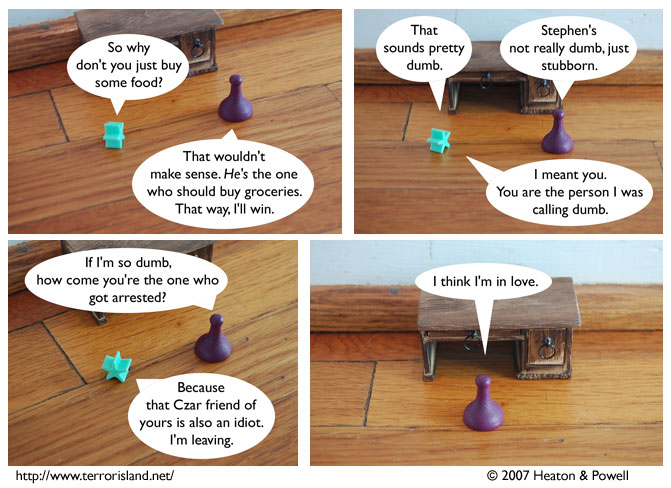 So why
don't you just buy
some food?
That wouldn't
make sense. He's the one
who should buy groceries.
That way, I'll win.
That
sounds pretty
dumb.
Stephen's
not really dumb, just
stubborn.
I meant you.
You are the person I was
calling dumb.
If I'm so dumb,
how come you're the one who
got arrested?
Because
that Czar friend of
yours is also an idiot.
I'm leaving.
I think I'm in love.
http://www.terrorisland.net/
© 2007 Heaton & Powell